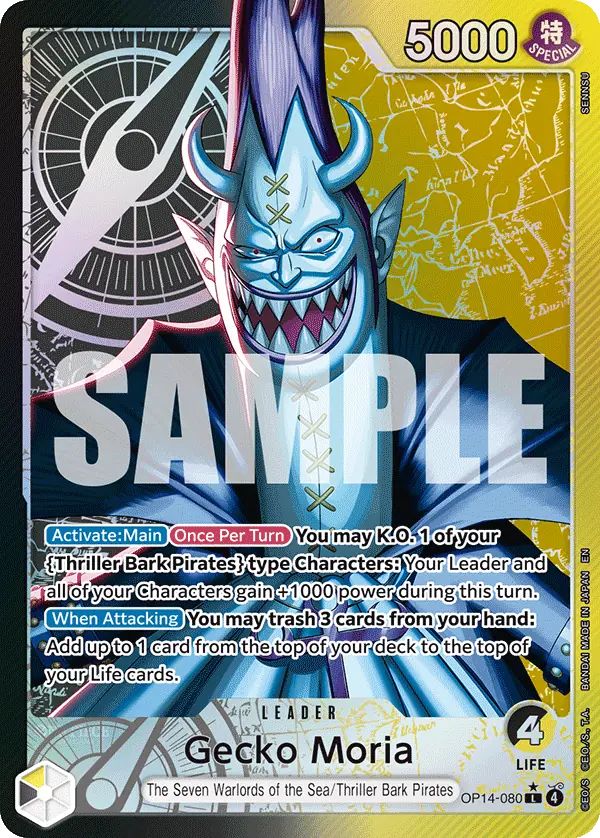 5000
特
SPECIAL
SENNSU
SAMPLE
Activate:Main Once Per Turn You may K.O. 1 of your
{Thriller Bark Pirates} type Characters: Your Leader and
all of your Characters gain +1000 power during this turn.
When Attacking You may trash 3 cards from your hand:
Add up to 1 card from the top of your deck to the top of
your Life cards.
LEADER
Gecko Moria
4
LIFE
The Seven Warlords of the Sea/Thriller Bark Pirates
OP14-080 L 4
©E.O/S ©E.O./S., T.A. BANDAI MADE IN JAPAN EN